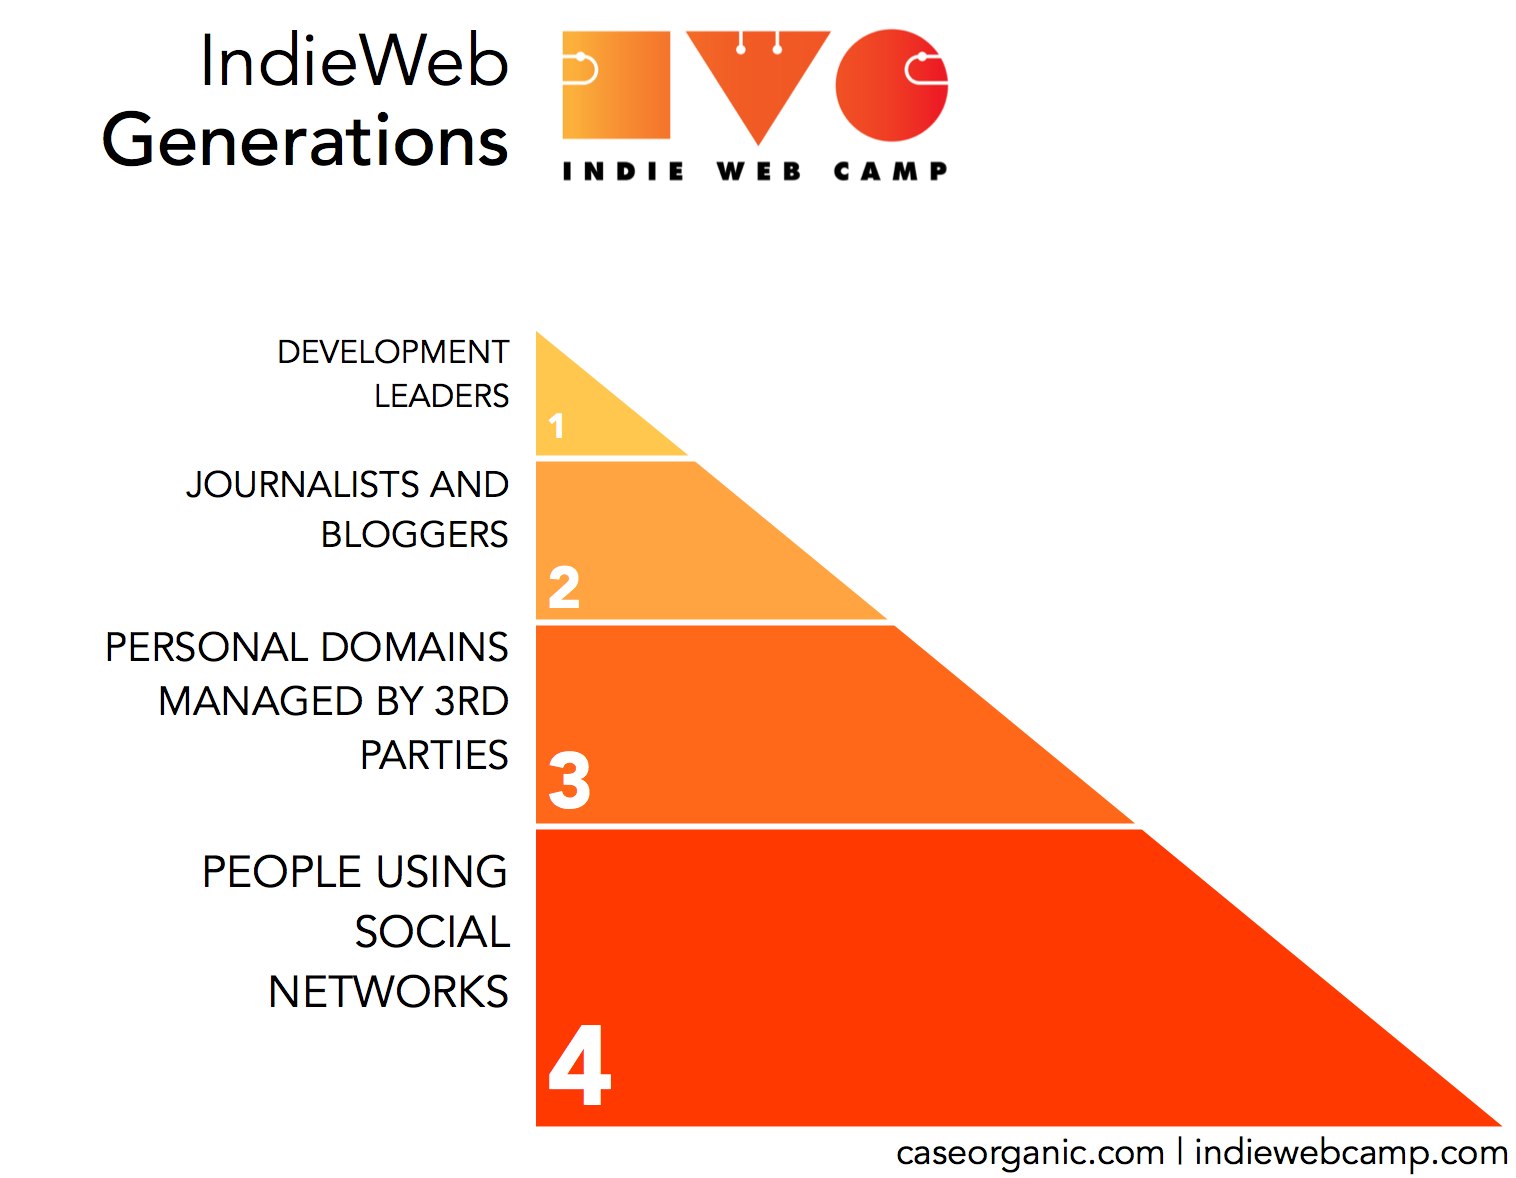 IndieWeb
Generations
INDIE WEB CAMP
DEVELOPMENT
LEADERS
1
JOURNALISTS AND
BLOGGERS
2
PERSONAL DOMAINS
MANAGED BY 3RD
PARTIES
3
PEOPLE USING
SOCIAL
NETWORKS
4
caseorganic.com | indiewebcamp.com